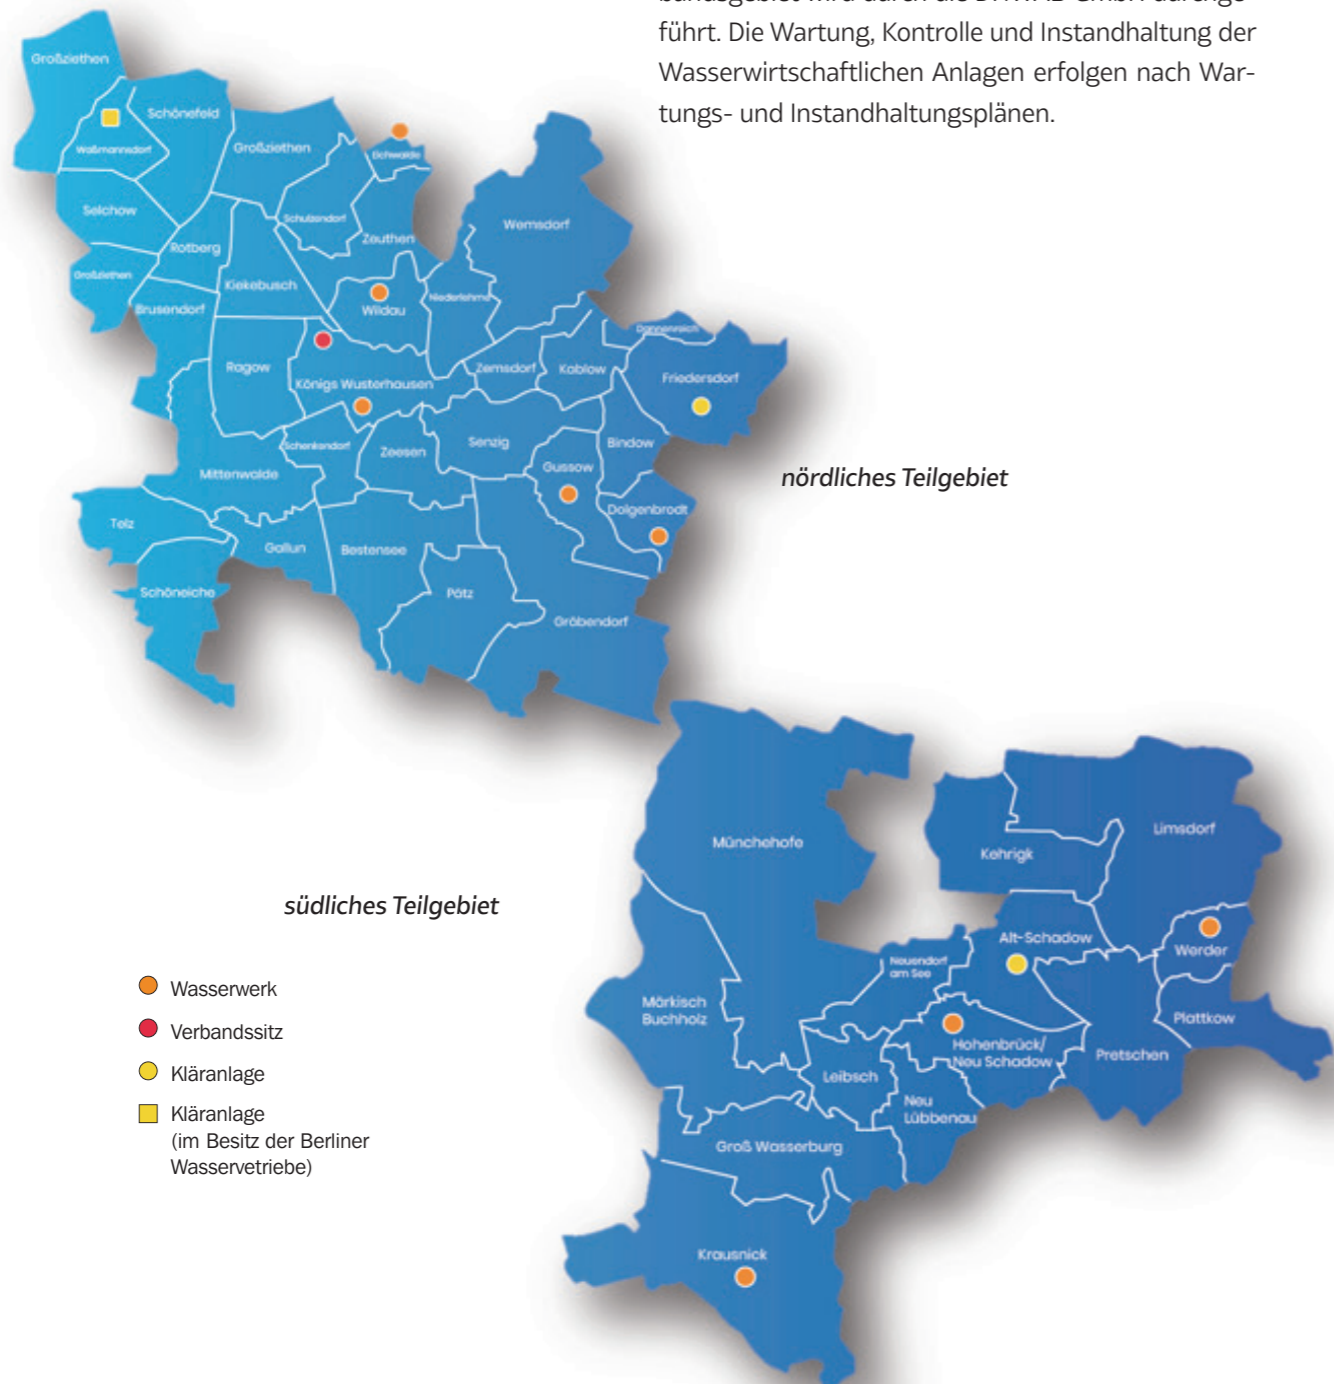 führt. Die Wartung, Kontrolle und Instandhaltung der
Wasserwirtschaftlichen Anlagen erfolgen nach War-
tungs- und Instandhaltungsplänen.
Großziethen
Schönefeld
Waßmannsdorf
Großziethen
Eichwalde
Selchow
Schulzendorf
Wernsdorf
Zeuthen
Rotberg
Großziethen
Kiekebusch
Niederlehme
Brusendorf
Wildau
Dannenreich
Ragow
Zernsdorf
Kablow
Friedersdorf
Königs Wusterhausen
Schenkendorf
Zeesen
Senzig
Bindow
Gussow
Mittenwalde
nördliches Teilgebiet
Dolgenbrodt
Telz
Gallun
Bestensee
Schöneiche
Pätz
Gräbendorf
Münchehofe
Limsdorf
Kehrigk
südliches Teilgebiet
Alt-Schadow
Werder
Neuendorf
am See
Märkisch
Buchholz
Plattkow
Hohenbrück/
Neu Schadow
Pretschen
Leibsch
Neu
Lübbenau
Groß Wasserburg
Krausnick
Wasserwerk
Verbandssitz
Kläranlage
Kläranlage
(im Besitz der Berliner
Wasservetriebe)